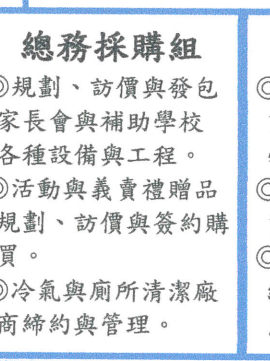 總務採購組
◎規劃、訪價與發包
家長會與補助學校
各種設備與工程。
◎活動與義賣禮贈品
規劃、訪價與簽約購
買。
◎冷氣與廁所清潔廠
商締約與管理。
◎
◎